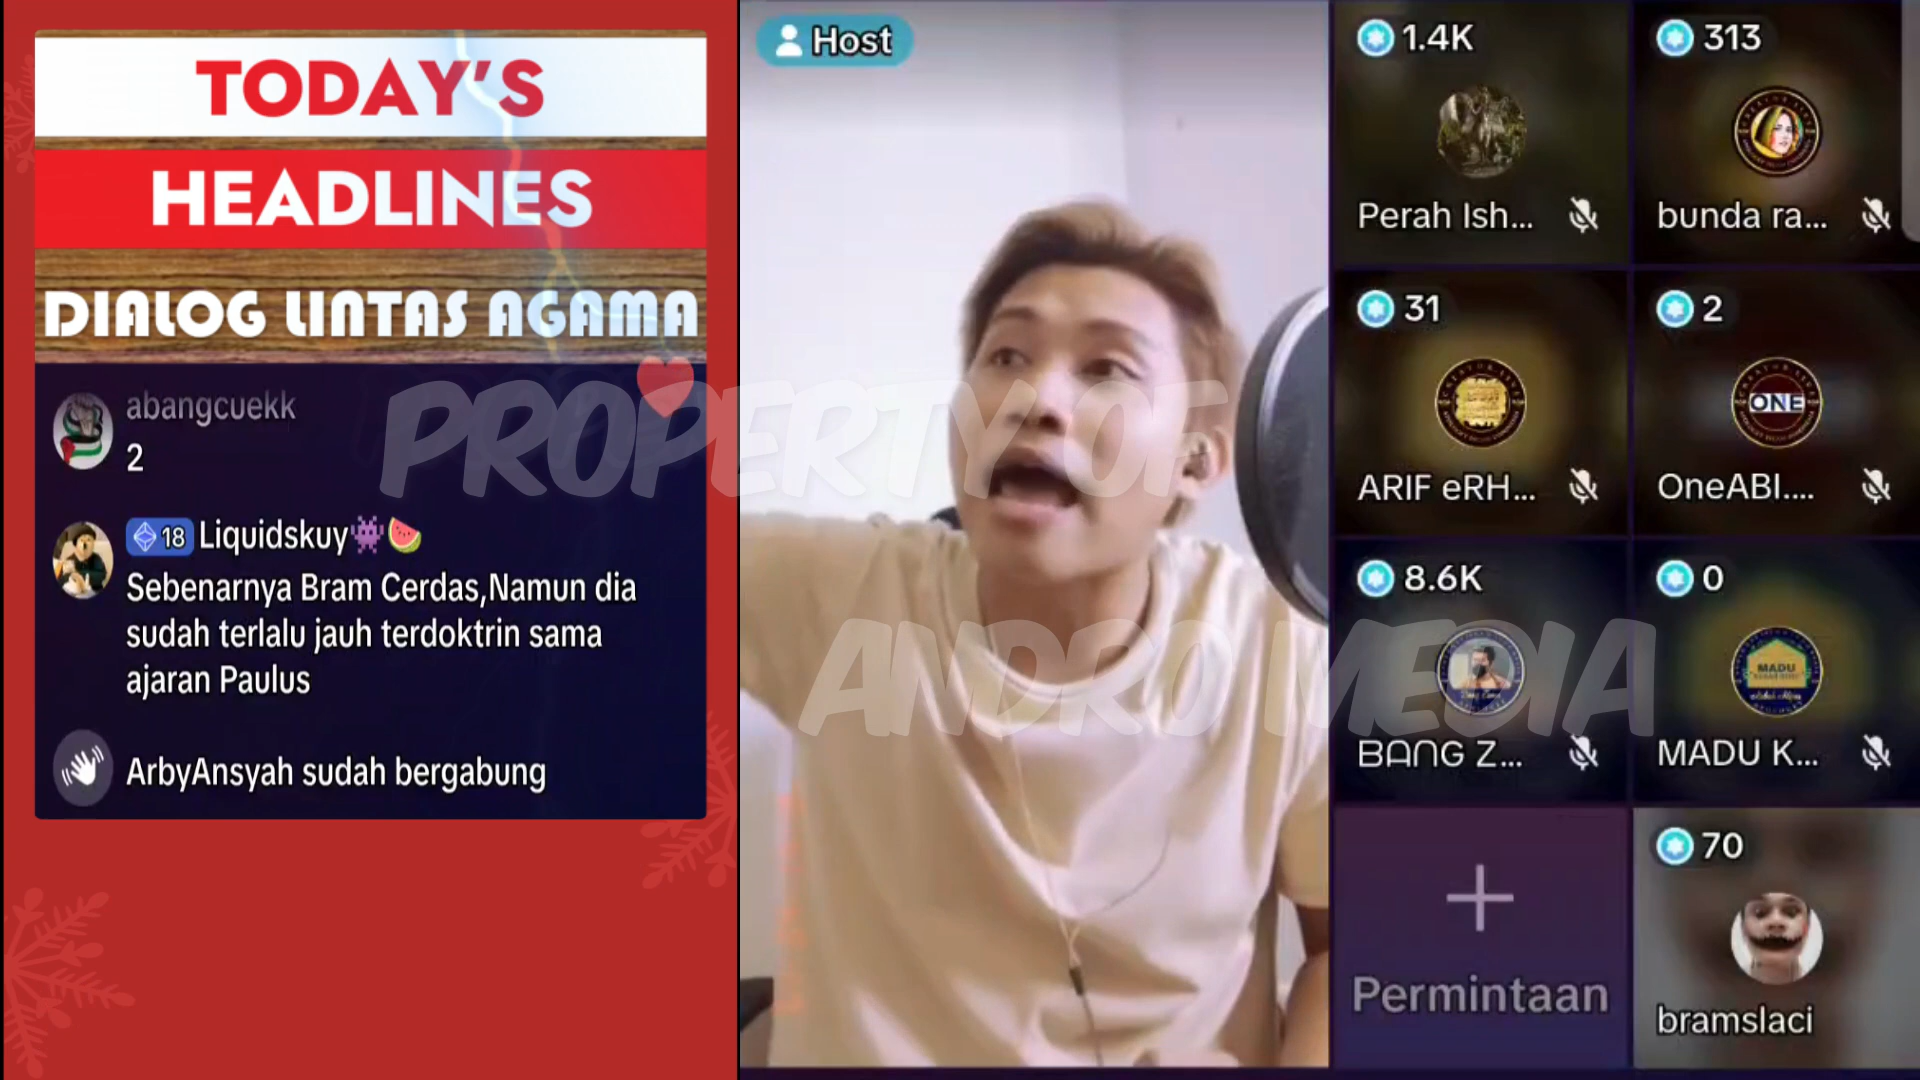 TODAY'S
HEADLINES
DIALOG LINTAS AGAMA
abangcuekk
2
18 Liquidskuy👾🍉
Sebenarnya Bram Cerdas,Namun dia
sudah terlalu jauh terdoktrin sama
ajaran Paulus
ArbyAnsyah sudah bergabung
PROPERTY OF
ANDRO MEDIA
Host
1.4K
Perah Ish...
313
bunda ra...
31
ARIF eRH...
2
ONE
OneABI....
8.6K
BANG Z...
0
MADU
MADU K...
Permintaan
70
bramslaci